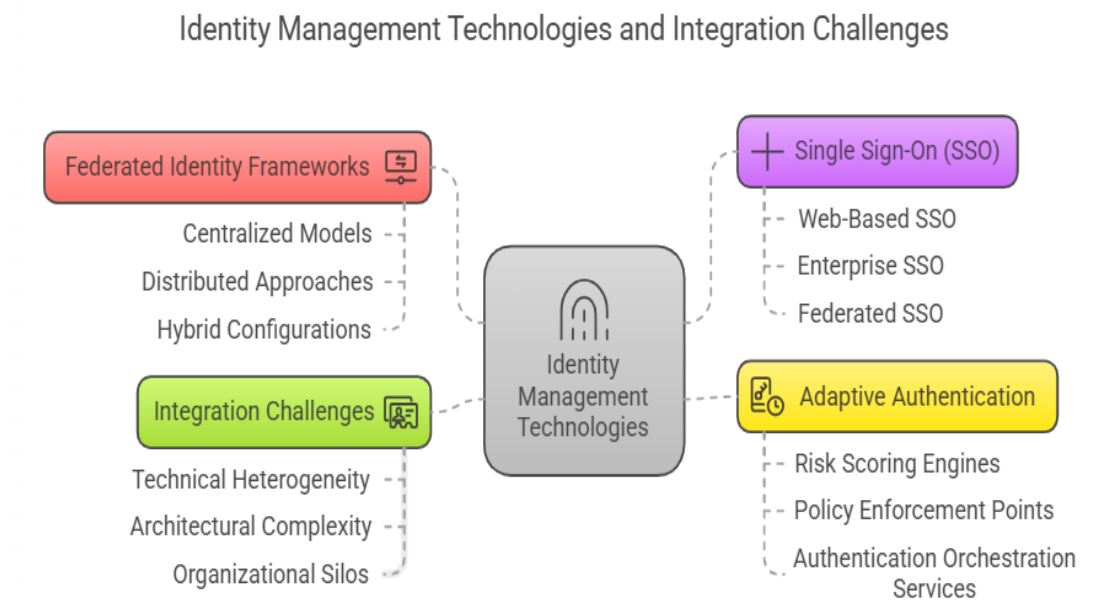 Identity Management Technologies and Integration Challenges
Federated Identity Frameworks
Centralized Models
Distributed Approaches
Hybrid Configurations
Integration Challenges
Technical Heterogeneity
Architectural Complexity
Organizational Silos
Identity
Management
Technologies
Single Sign-On (SSO)
Web-Based SSO
Enterprise SSO
Federated SSO
Adaptive Authentication
Risk Scoring Engines
Policy Enforcement Points
Authentication Orchestration
Services